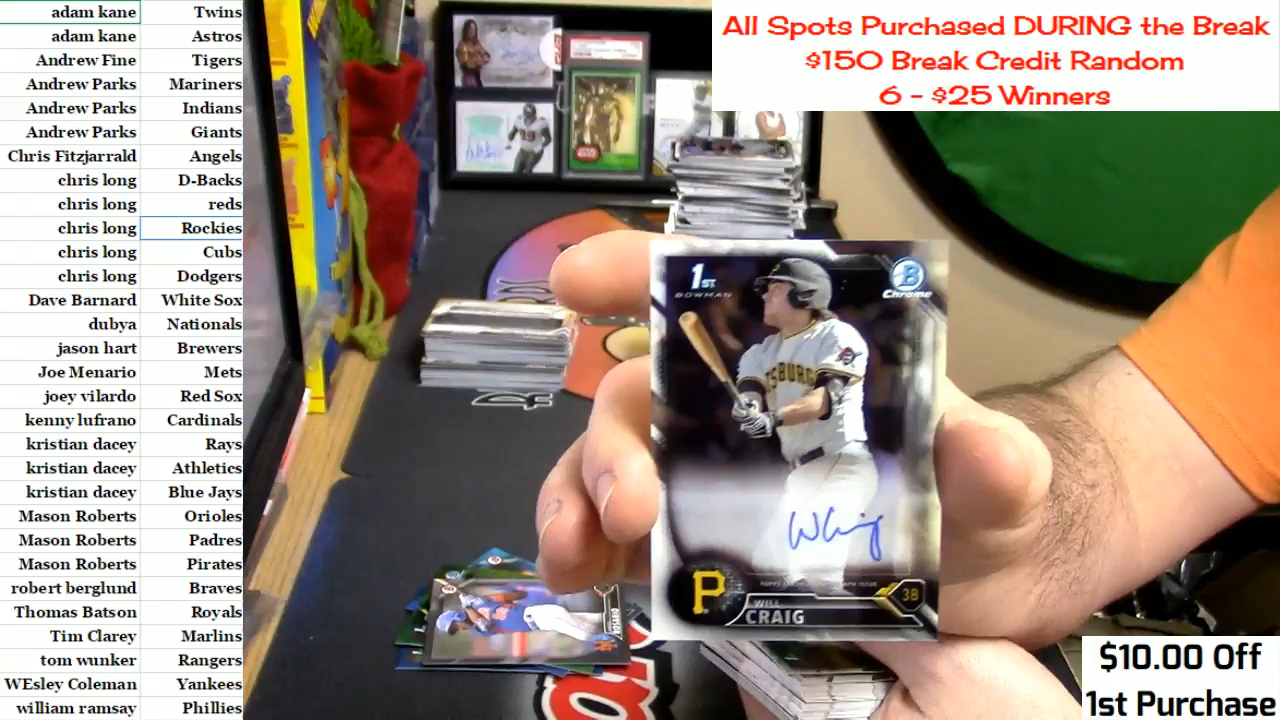 adam kane Twins
adam kane Astros
Andrew Fine Tigers
Andrew Parks Mariners
Andrew Parks Indians
Andrew Parks Giants
Chris Fitzjarrald Angels
chris long D-Backs
chris long reds
chris long Rockies
chris long Cubs
chris long Dodgers
Dave Barnard White Sox
dubya Nationals
jason hart Brewers
Joe Menario Mets
joey vilardo Red Sox
kenny lufrano Cardinals
kristian dacey Rays
kristian dacey Athletics
kristian dacey Blue Jays
Mason Roberts Orioles
Mason Roberts Padres
Mason Roberts Pirates
robert berglund Braves
Thomas Batson Royals
Tim Clarey Marlins
tom wunker Rangers
WEsley Coleman Yankees
william ramsay Phillies
All Spots Purchased DURING the Break
$150 Break Credit Random
6 - $25 Winners
1ST
BOWMAN
B
Chrome
P
WILL
CRAIG
3B
ROSARIO
$10.00 Off
1st Purchase